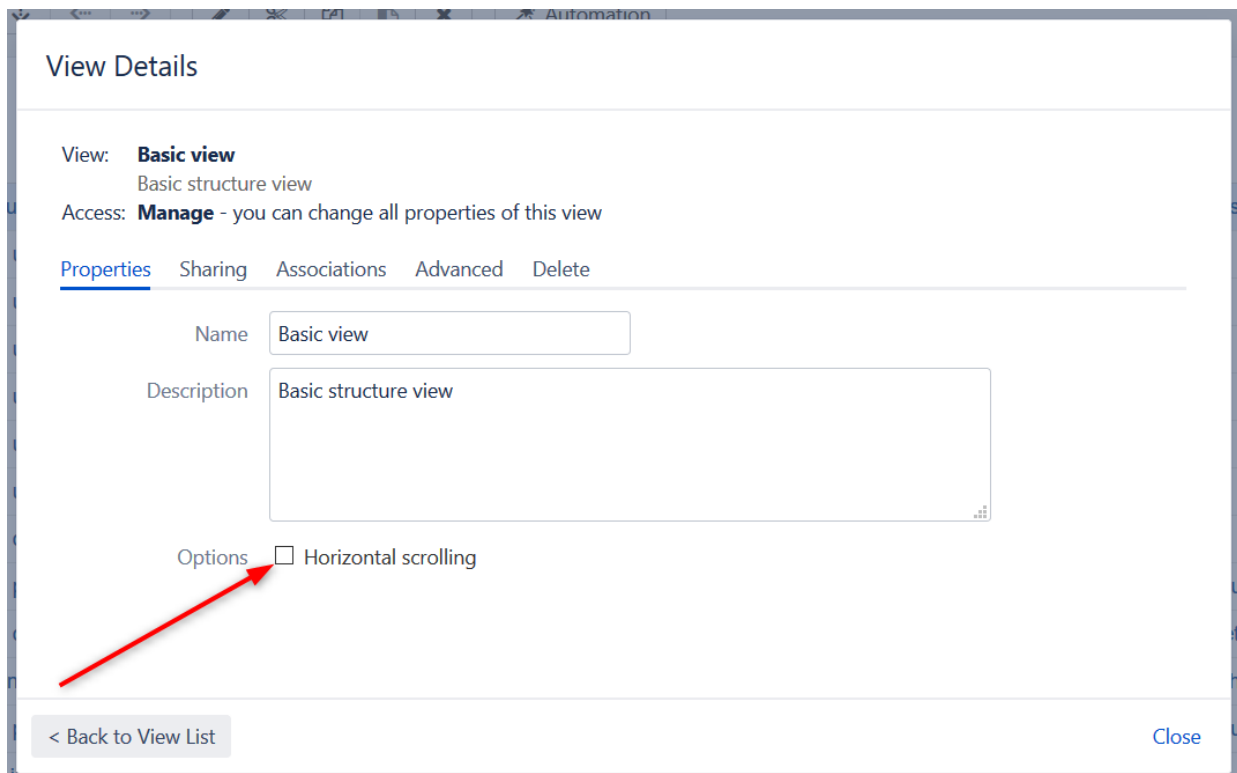 Automation
View Details
View: Basic view
Basic structure view
Access: Manage - you can change all properties of this view
Properties Sharing Associations Advanced Delete
Name Basic view
Description Basic structure view
Options Horizontal scrolling
< Back to View List Close